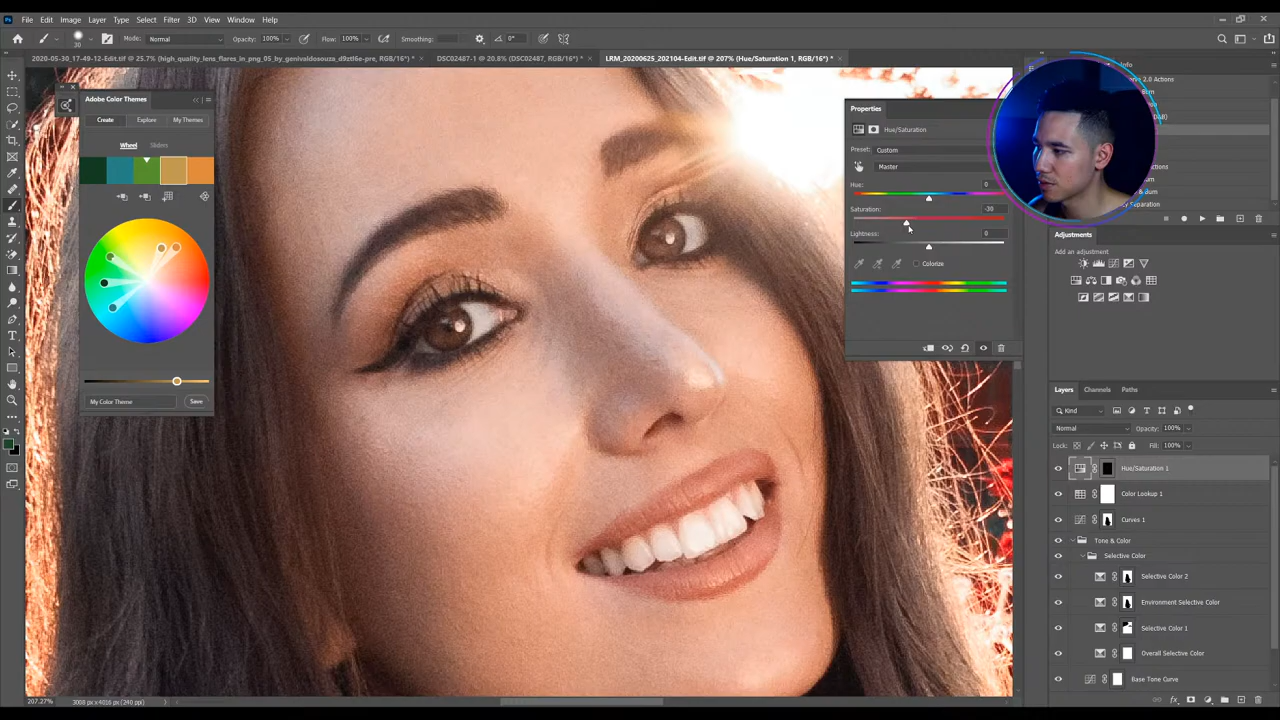 File Edit Image Layer Type Select Filter 3D View Window Help
30 Mode: Normal Opacity: 100% Flow: 100% Smoothing: 0°
2020-05-30_17-49-12-Edit.tif @ 25.7% (high_quality_lens_flares_in_png_05_by_genivaldosouza_d9ztl6e-pre, RGB/16*) * × DSC02487-1 @ 20.8% (DSC02487, RGB/16*) * × LRM_20200625_202104-Edit.tif @ 207% (Hue/Saturation 1, RGB/16*) * ×
Info
2.0 Actions
Adobe Color Themes
Create Explore My Themes
Wheel Sliders
My Color Theme Save
Properties
Hue/Saturation
Preset: Custom
Master
Hue: 0
Saturation: -30
Lightness: 0
Colorize
Separation
Adjustments
Add an adjustment
Layers Channels Paths
Kind
Normal Opacity: 100%
Lock: Fill: 100%
Hue/Saturation 1
Color Lookup 1
Curves 1
Tone & Color
Selective Color
Selective Color 2
Environment Selective Color
Selective Color 1
Overall Selective Color
Base Tone Curve
207.27% 3008 px x 4016 px (240 ppi)